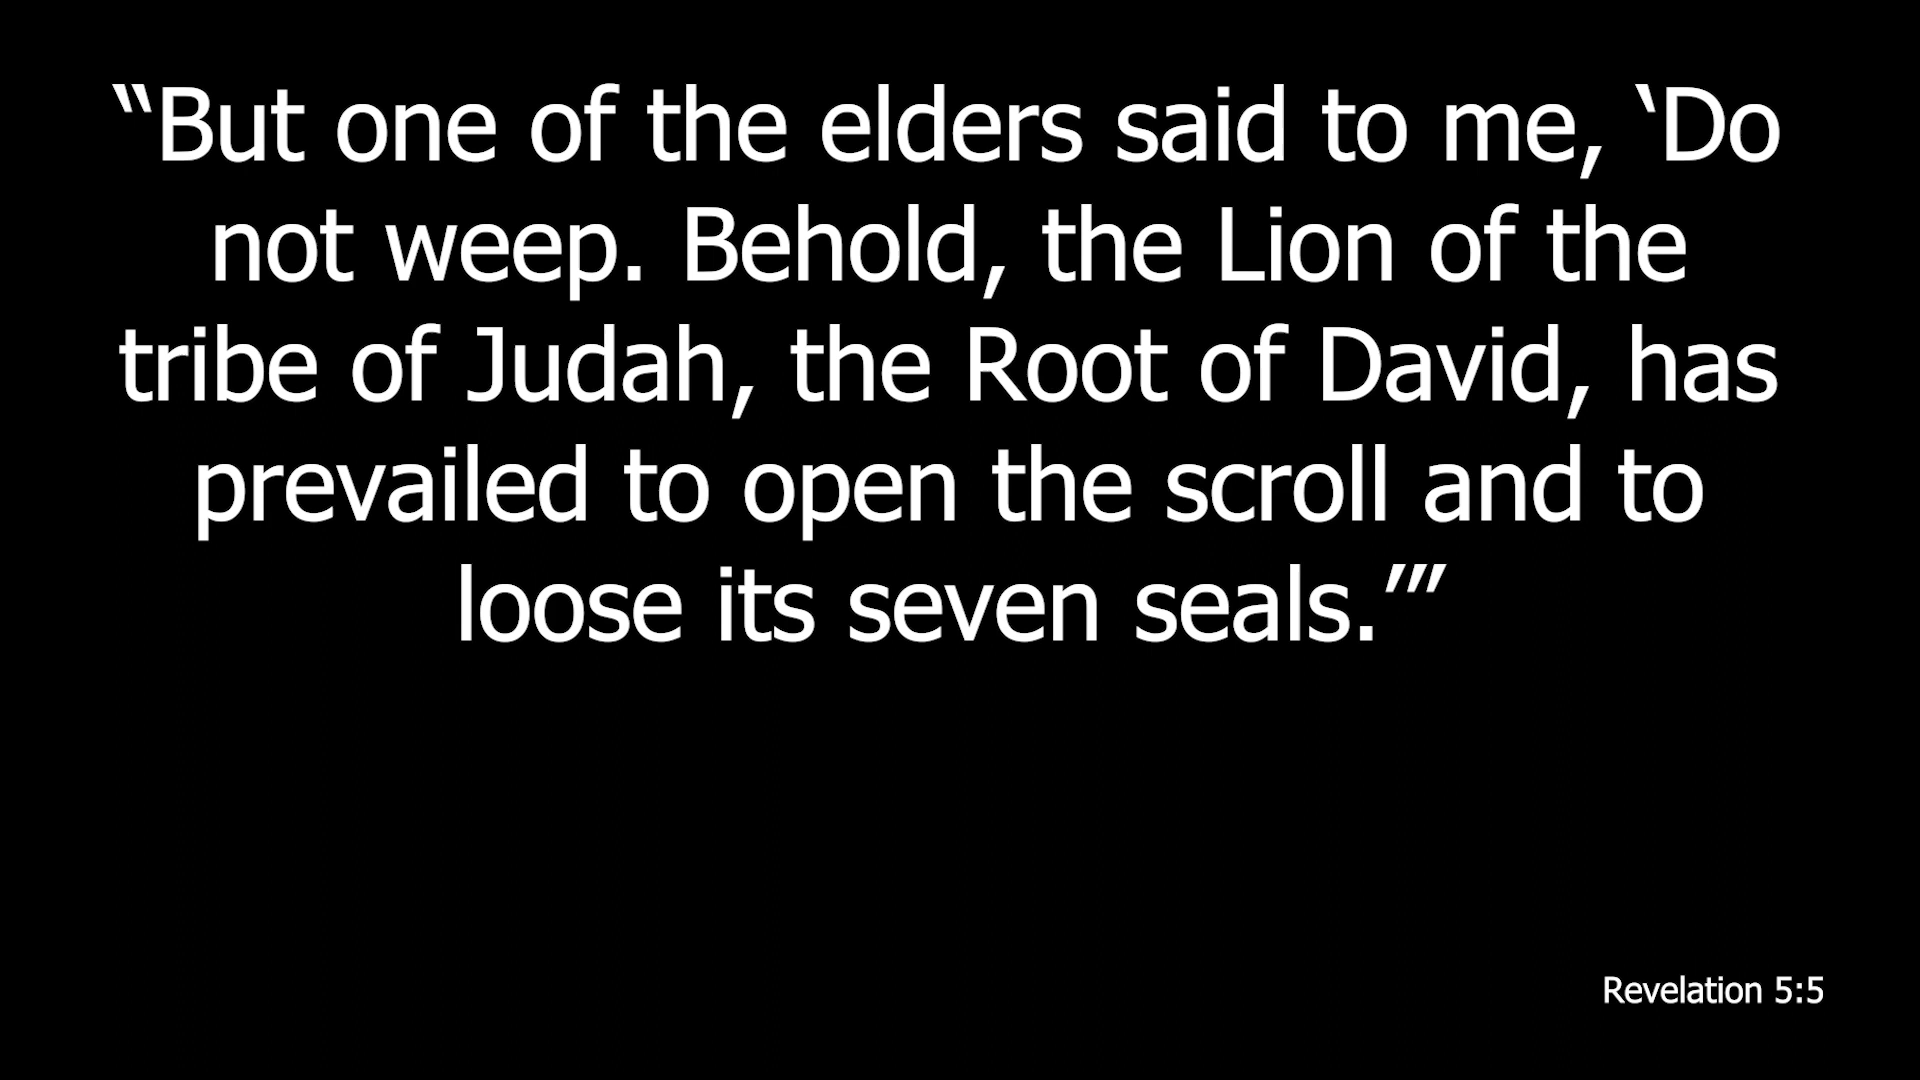 “But one of the elders said to me, ‘Do
not weep. Behold, the Lion of the
tribe of Judah, the Root of David, has
prevailed to open the scroll and to
loose its seven seals.’”
Revelation 5:5